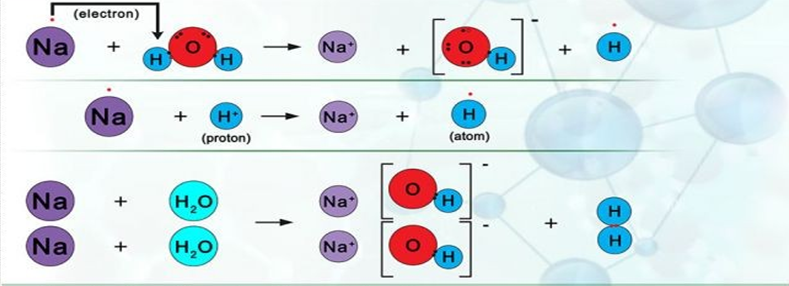 (electron)
Na + H O H → Na⁺ + [O H]⁻ + H
Na + H⁺ → Na⁺ + H
(proton) (atom)
Na + H₂O → Na⁺ [O H]⁻ + H
Na + H₂O Na⁺ [O H]⁻ H